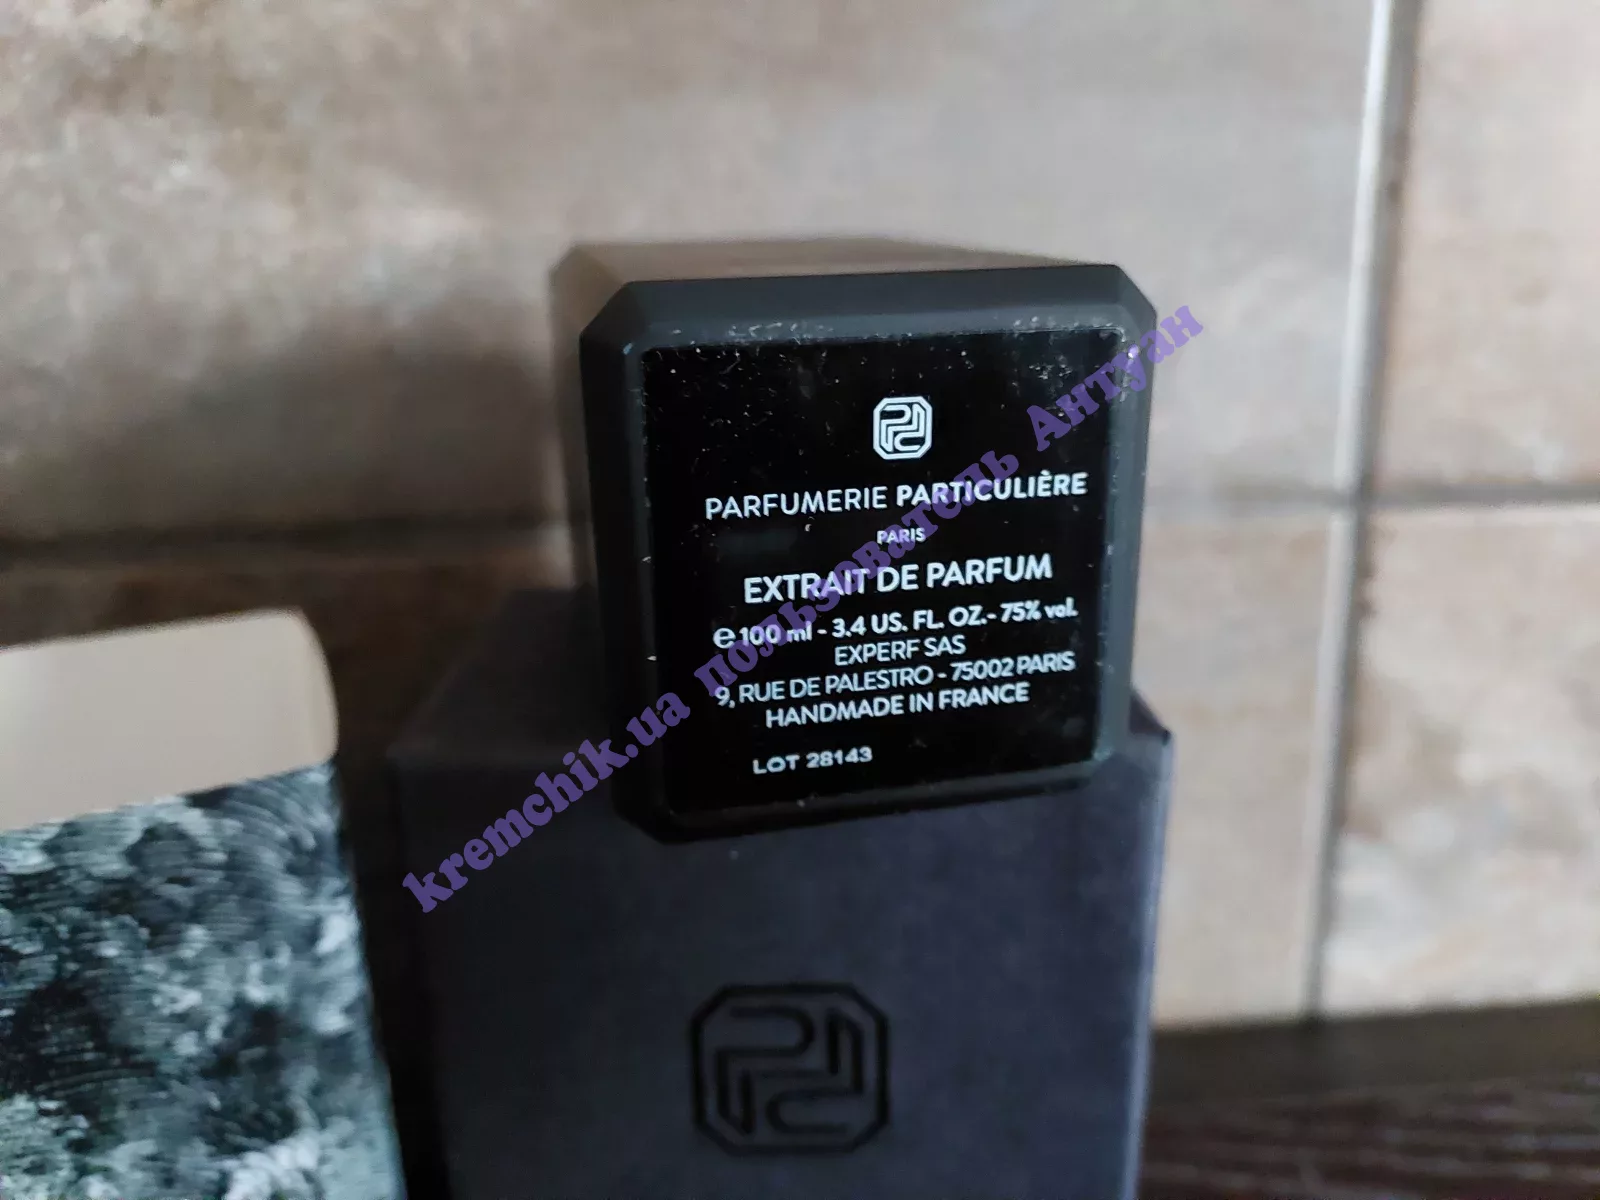 PARFUMERIE PARTICULIÈRE
PARIS
EXTRAIT DE PARFUM
℮ 100 ml - 3.4 US. FL. OZ. - 75% vol.
EXPERF SAS
9, RUE DE PALESTRO - 75002 PARIS
HANDMADE IN FRANCE
LOT 28143
kremchik.ua пользователь Антуан